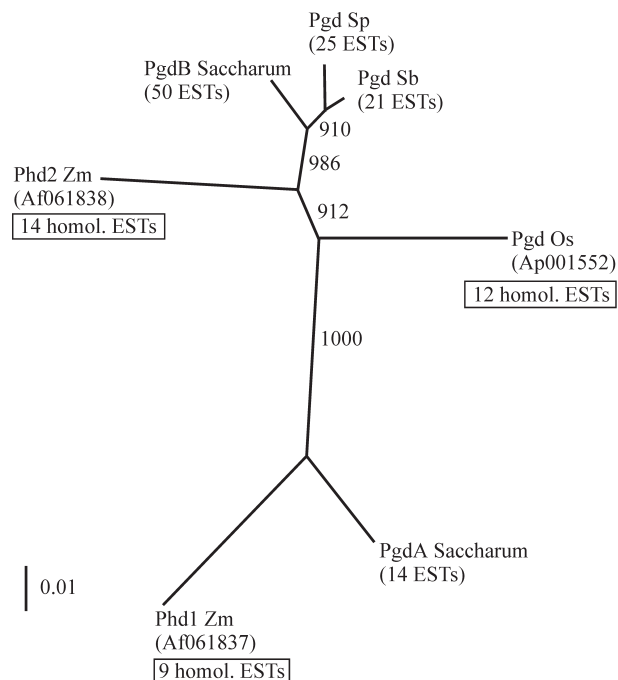 Pgd Sp
(25 ESTs)
PgdB Saccharum
(50 ESTs)
Pgd Sb
(21 ESTs)
910
986
Phd2 Zm
(Af061838)
14 homol. ESTs
912
Pgd Os
(Ap001552)
12 homol. ESTs
1000
PgdA Saccharum
(14 ESTs)
0.01
Phd1 Zm
(Af061837)
9 homol. ESTs